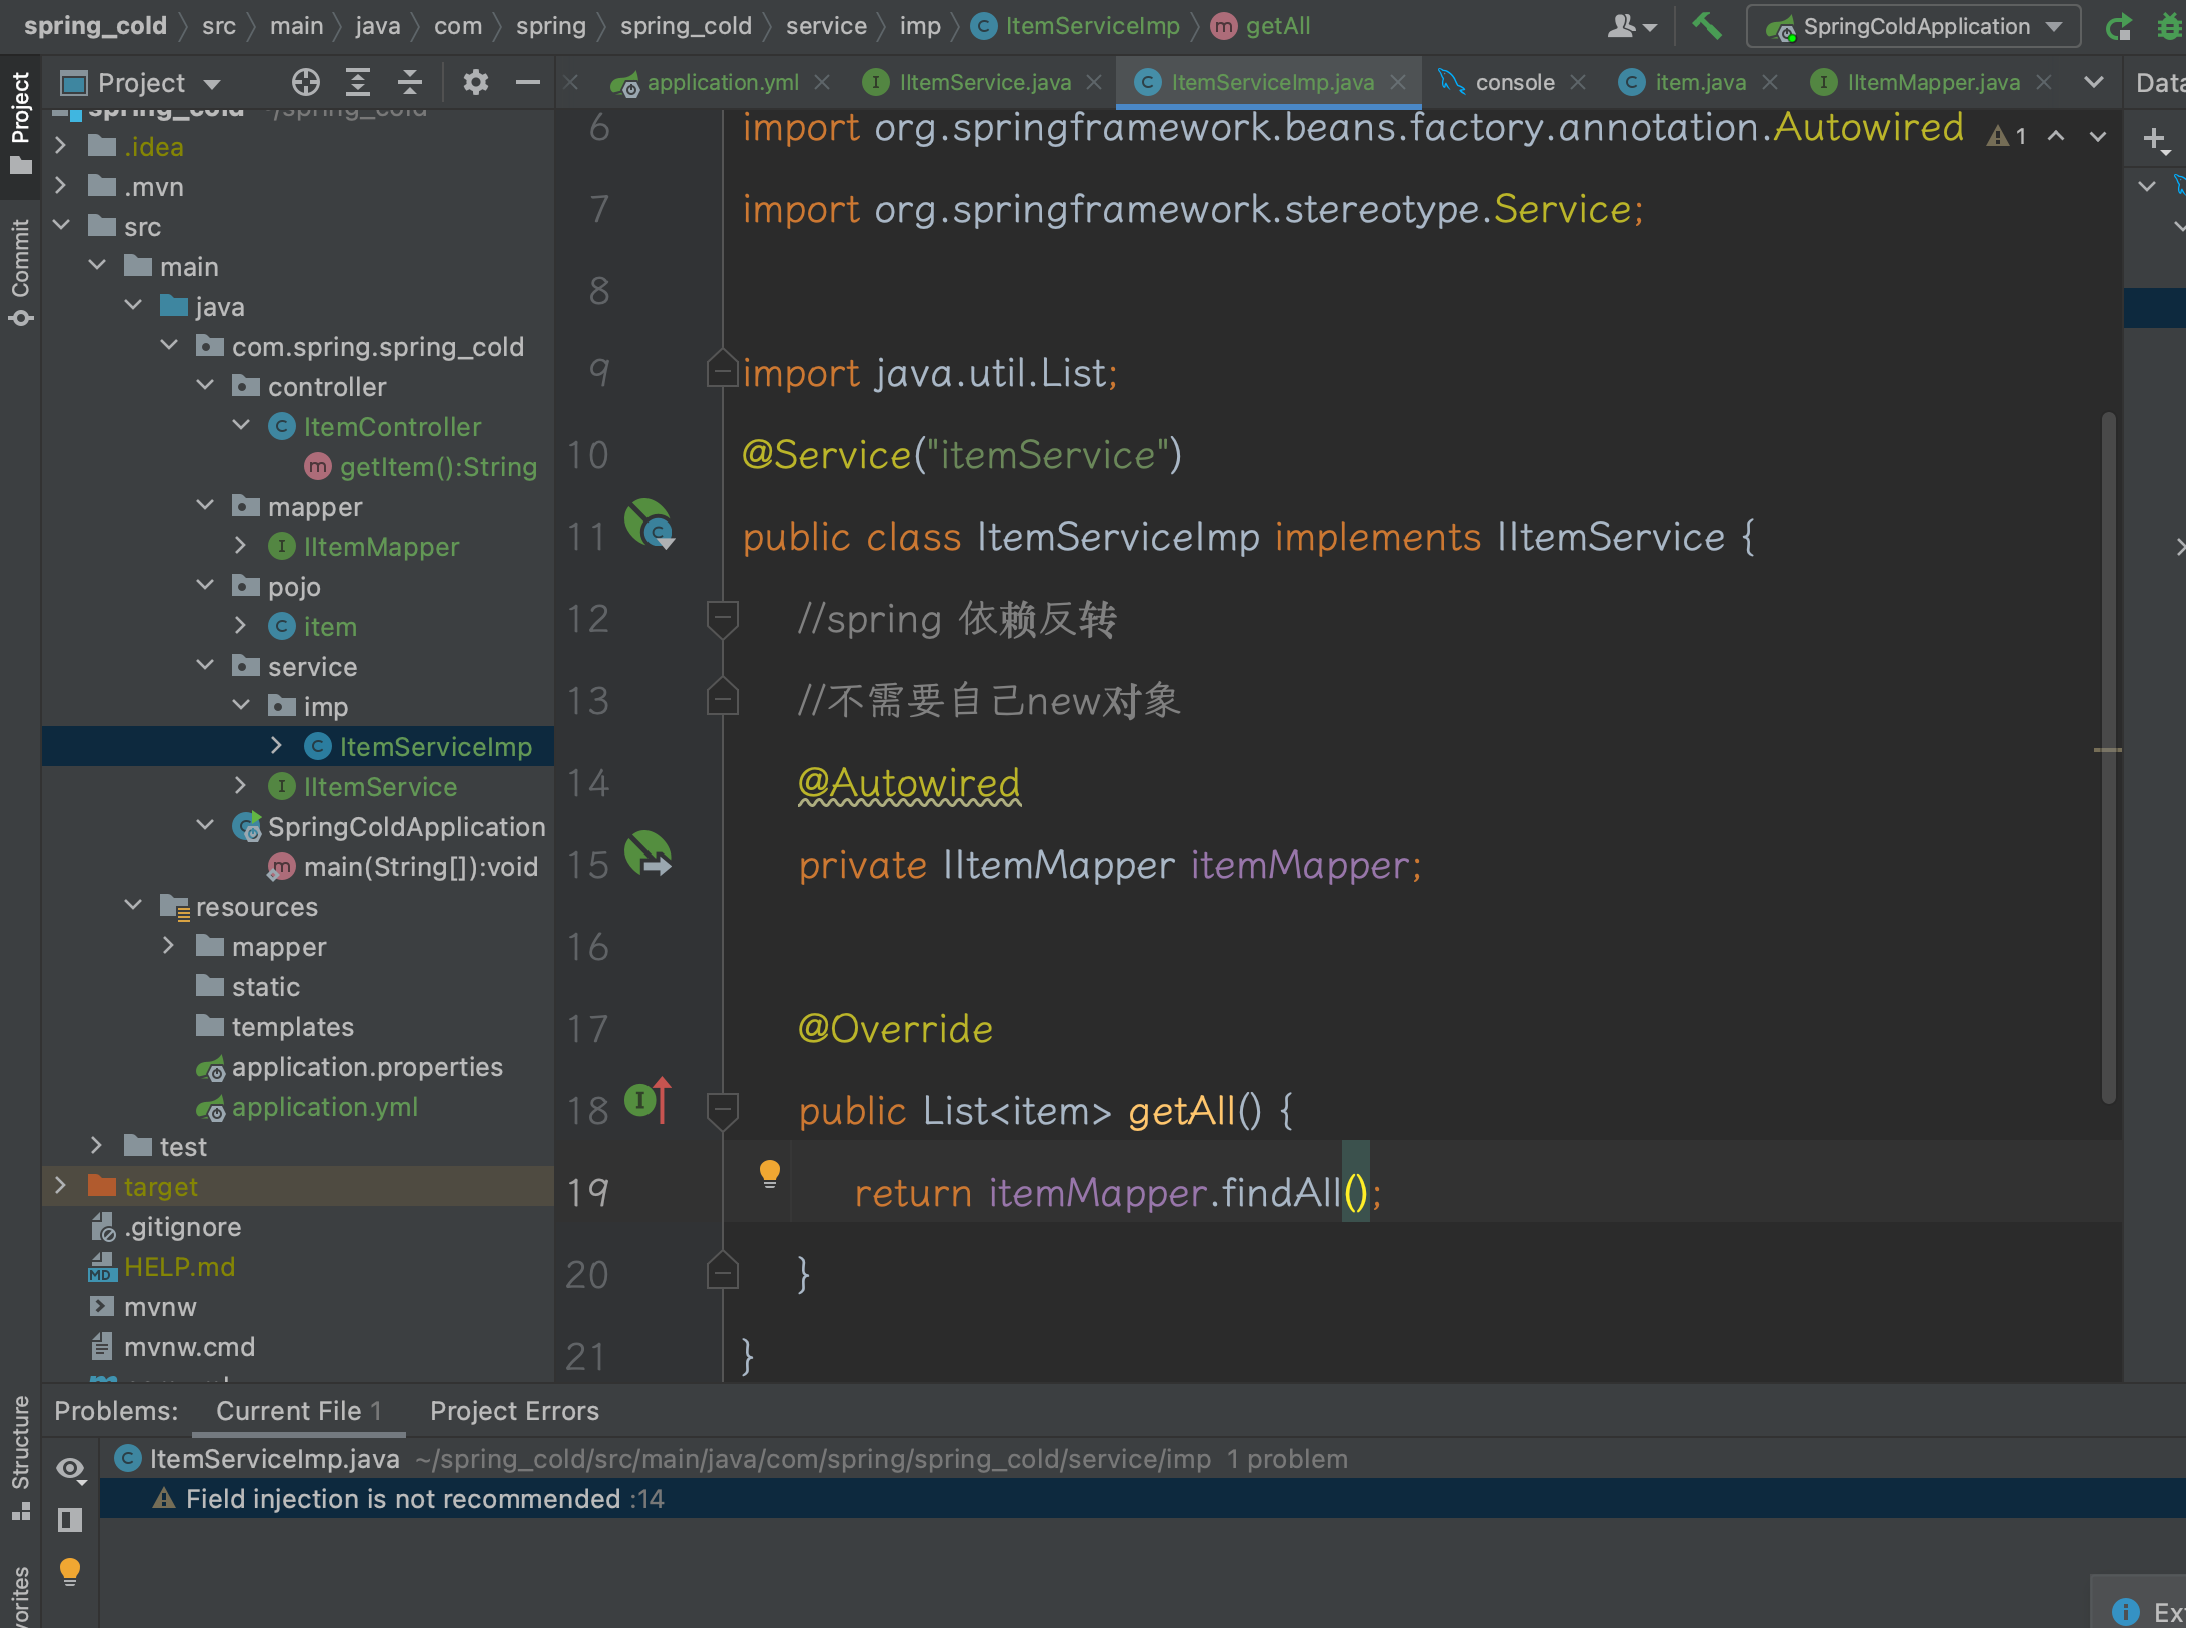 spring_cold src main java com spring spring_cold service imp ItemServiceImp getAll
SpringColdApplication
Project
application.yml IItemService.java ItemServiceImp.java console item.java IItemMapper.java
Project
Commit
Structure
.idea
.mvn
src
main
java
com.spring.spring_cold
controller
ItemController
getItem():String
mapper
IItemMapper
pojo
item
service
imp
ItemServiceImp
IItemService
SpringColdApplication
main(String[]):void
resources
mapper
static
templates
application.properties
application.yml
test
target
.gitignore
HELP.md
mvnw
mvnw.cmd
1
6 import org.springframework.beans.factory.annotation.Autowired
7 import org.springframework.stereotype.Service;
8
9 import java.util.List;
10 @Service("itemService")
11 public class ItemServiceImp implements IItemService {
12 //spring 依赖反转
13 //不需要自己new对象
14 @Autowired
15 private IItemMapper itemMapper;
16
17 @Override
18 public List<item> getAll() {
19 return itemMapper.findAll();
20 }
21 }
Problems: Current File 1 Project Errors
ItemServiceImp.java ~/spring_cold/src/main/java/com/spring/spring_cold/service/imp 1 problem
Field injection is not recommended :14